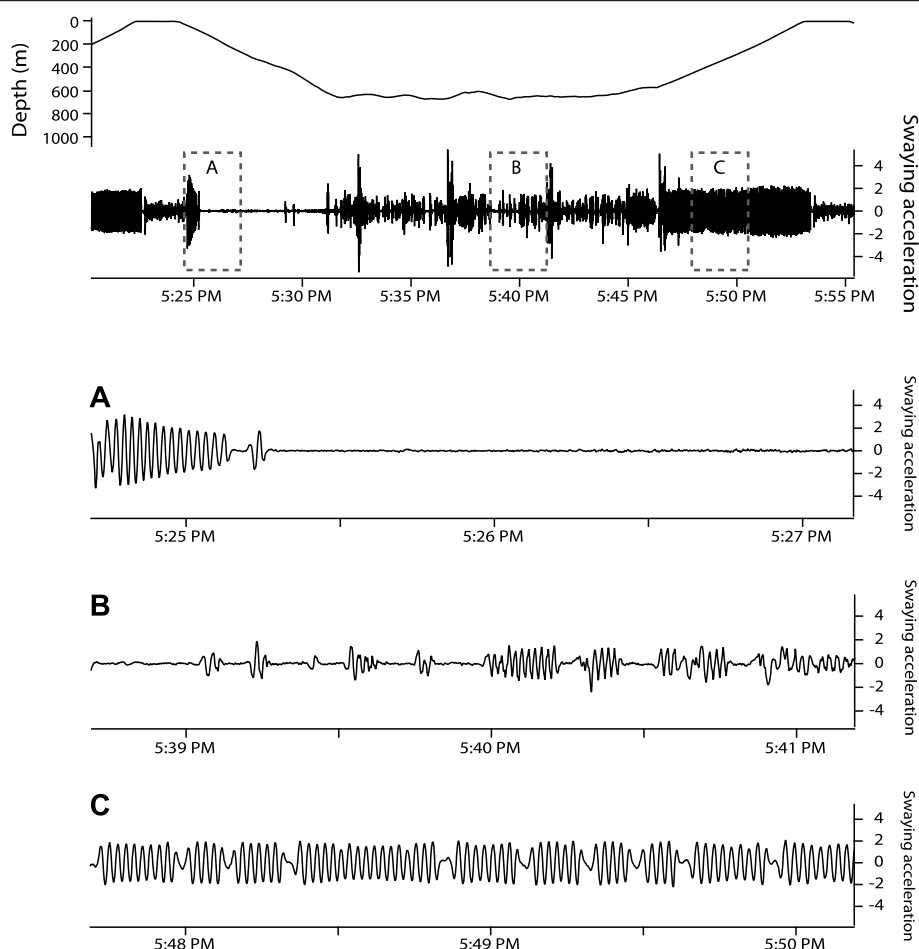 Depth (m)
0
200
400
600
800
1000
A
B
C
4
2
0
-2
-4
Swaying acceleration
5:25 PM 5:30 PM 5:35 PM 5:40 PM 5:45 PM 5:50 PM 5:55 PM
A
4
2
0
-2
-4
Swaying acceleration
5:25 PM 5:26 PM 5:27 PM
B
4
2
0
-2
-4
Swaying acceleration
5:39 PM 5:40 PM 5:41 PM
C
4
2
0
-2
-4
Swaying acceleration
5:48 PM 5:49 PM 5:50 PM